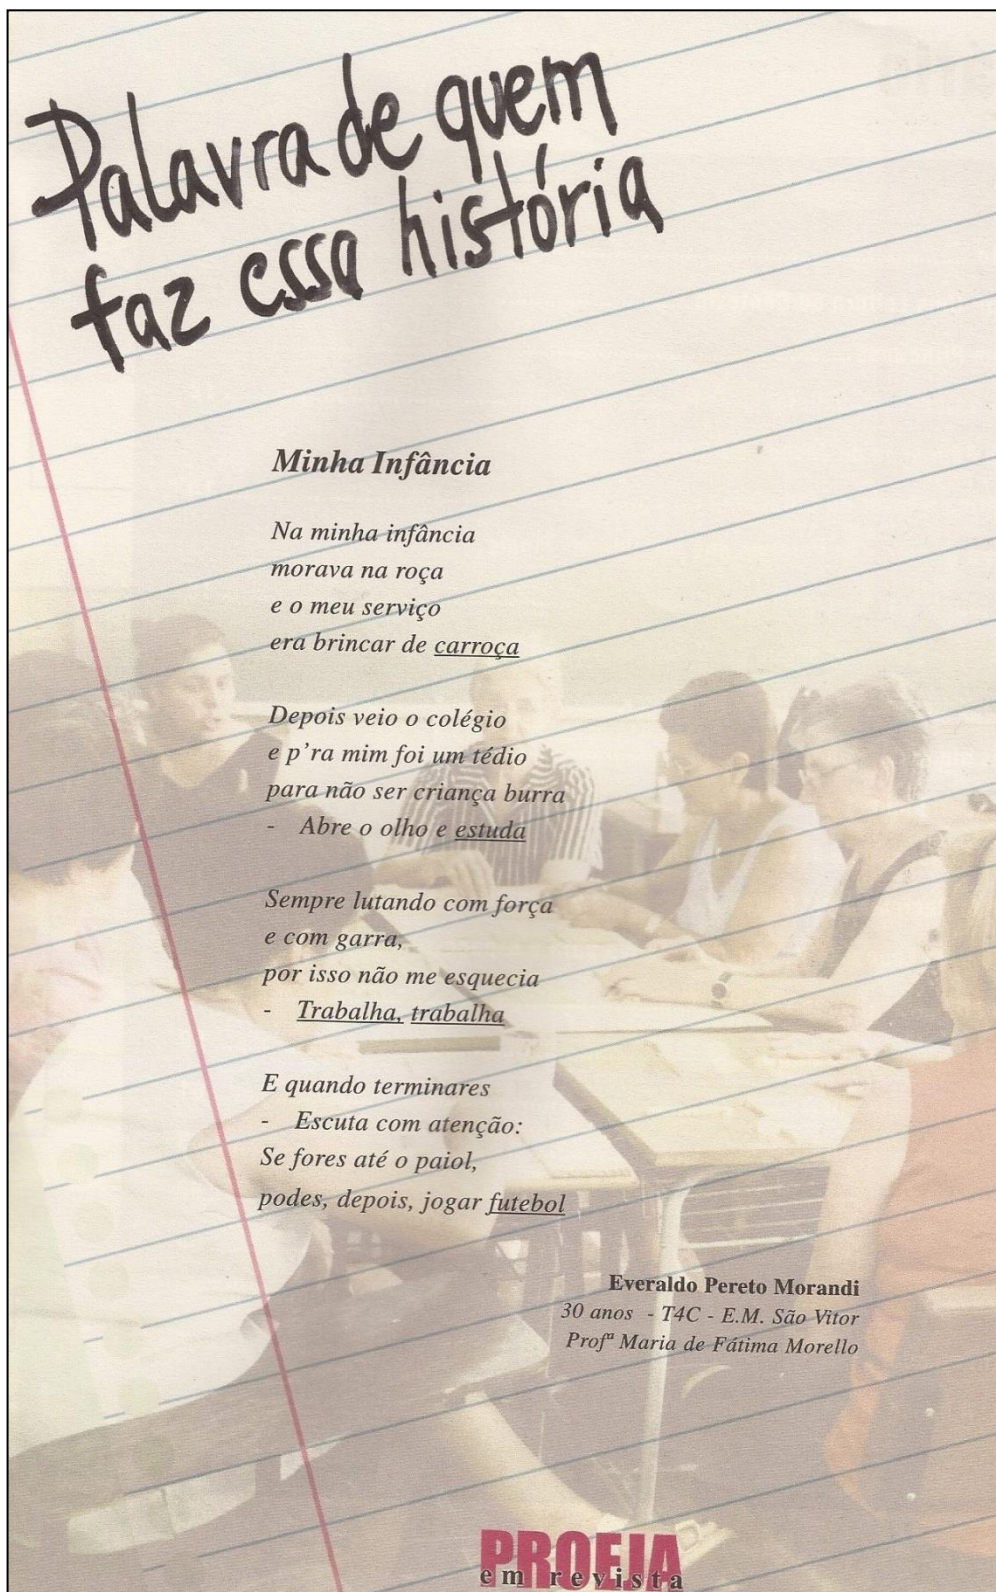 Palavra de quem
faz essa história
Minha Infância
Na minha infância
morava na roça
e o meu serviço
era brincar de carroça
Depois veio o colégio
e p'ra mim foi um tédio
para não ser criança burra
- Abre o olho e estuda
Sempre lutando com força
e com garra,
por isso não me esquecia
- Trabalha, trabalha
E quando terminares
- Escuta com atenção:
Se fores até o paiol,
podes, depois, jogar futebol
Everaldo Pereto Morandi
30 anos - T4C - E.M. São Vitor
Profª Maria de Fátima Morello
PROEJA
em revista